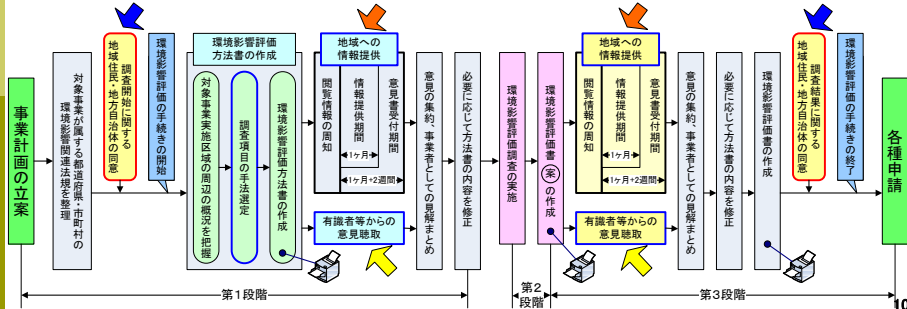 事業計画の立案
対象事業が属する都道府県・市町村の
環境影響関連法規を整理
調査開始に関する
地域住民・地方自治体の同意
環境影響評価の手続きの開始
環境影響評価
方法書の作成
対象事業実施区域の周辺の概況を把握
調査項目の手法選定
環境影響評価方法書の作成
地域への
情報提供
閲覧情報の周知
情報提供期間
意見書受付期間
1ヶ月
1ヶ月+2週間
有識者等からの
意見聴取
意見の集約、事業者としての見解まとめ
必要に応じて方法書の内容を修正
環境影響評価調査の実施
環境影響評価書案の作成
地域への
情報提供
閲覧情報の周知
情報提供期間
意見書受付期間
1ヶ月
1ヶ月+2週間
有識者等からの
意見聴取
意見の集約、事業者としての見解まとめ
必要に応じて方法書の内容を修正
環境影響評価書の作成
調査結果に関する
地域住民・地方自治体の同意
環境影響評価の手続きの終了
各種申請
第1段階
第2
段階
第3段階
10